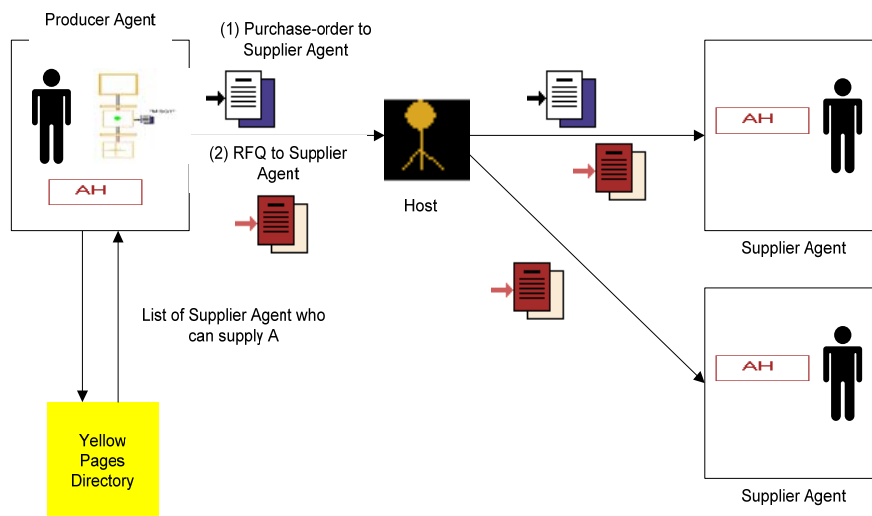 Producer Agent
(1) Purchase-order to
Supplier Agent
(2) RFQ to Supplier
Agent
AH
Host
AH
Supplier Agent
List of Supplier Agent who
can supply A
AH
Supplier Agent
Yellow
Pages
Directory